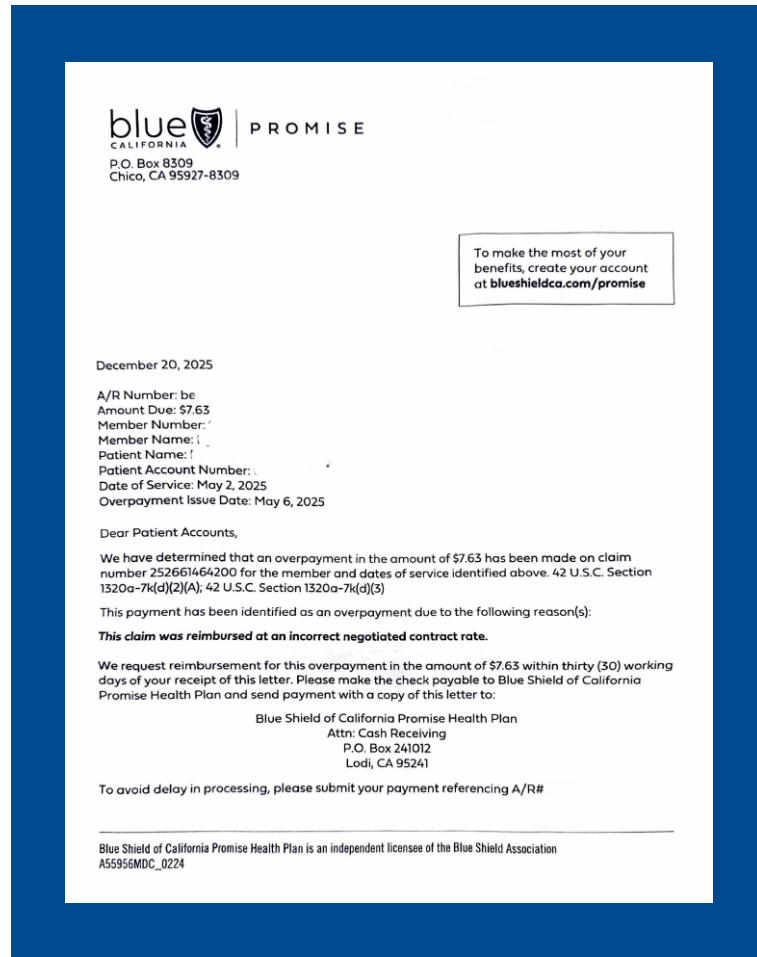 blue
CALIFORNIA
PROMISE
P.O. Box 8309
Chico, CA 95927-8309
To make the most of your
benefits, create your account
at blueshieldca.com/promise
December 20, 2025
A/R Number: be
Amount Due: $7.63
Member Number:
Member Name:
Patient Name:
Patient Account Number:
Date of Service: May 2, 2025
Overpayment Issue Date: May 6, 2025
Dear Patient Accounts,
We have determined that an overpayment in the amount of $7.63 has been made on claim
number 252661464200 for the member and dates of service identified above. 42 U.S.C. Section
1320a-7k(d)(2)(A); 42 U.S.C. Section 1320a-7k(d)(3)
This payment has been identified as an overpayment due to the following reason(s):
This claim was reimbursed at an incorrect negotiated contract rate.
We request reimbursement for this overpayment in the amount of $7.63 within thirty (30) working
days of your receipt of this letter. Please make the check payable to Blue Shield of California
Promise Health Plan and send payment with a copy of this letter to:
Blue Shield of California Promise Health Plan
Attn: Cash Receiving
P.O. Box 241012
Lodi, CA 95241
To avoid delay in processing, please submit your payment referencing A/R#
Blue Shield of California Promise Health Plan is an independent licensee of the Blue Shield Association
A55956MDC_0224